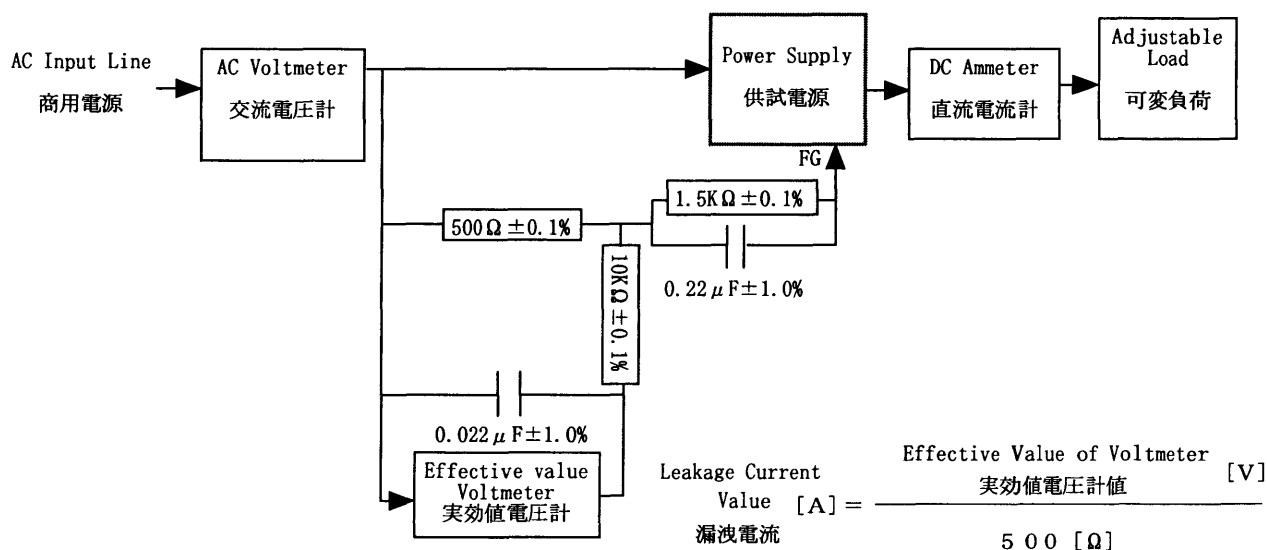 AC Input Line
商用電源
AC Voltmeter
交流電圧計
Power Supply
供試電源
DC Ammeter
直流電流計
Adjustable
Load
可変負荷
FG
1.5KΩ±0.1%
500Ω±0.1%
0.22μF±1.0%
10KΩ±0.1%
0.022μF±1.0%
Effective value
Voltmeter
実効値電圧計
Leakage Current
Value [A] =
漏洩電流
Effective Value of Voltmeter
実効値電圧計値 [V]
500 [Ω]